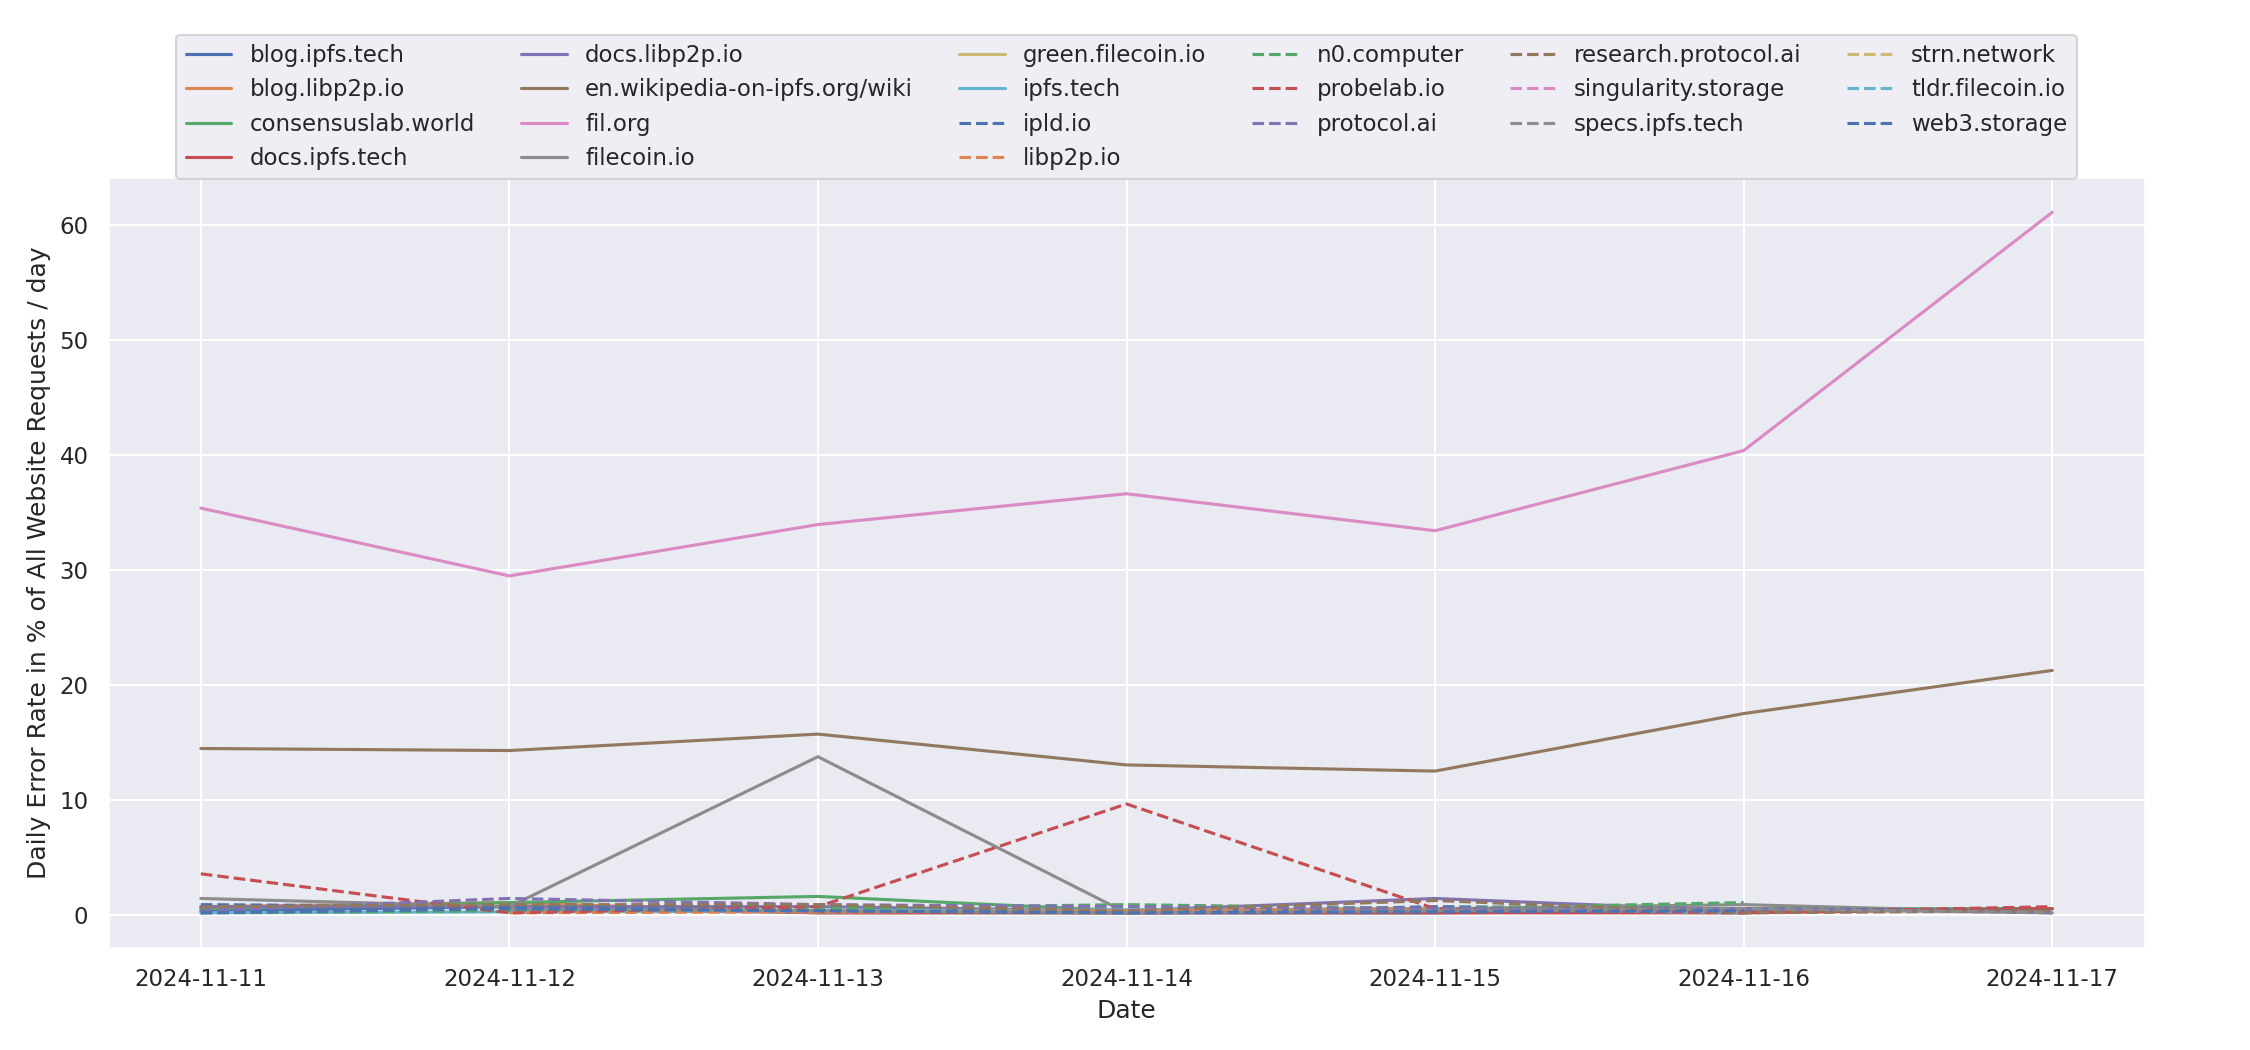 blog.ipfs.tech
blog.libp2p.io
consensuslab.world
docs.ipfs.tech
docs.libp2p.io
en.wikipedia-on-ipfs.org/wiki
fil.org
filecoin.io
green.filecoin.io
ipfs.tech
ipld.io
libp2p.io
n0.computer
probelab.io
protocol.ai
research.protocol.ai
singularity.storage
specs.ipfs.tech
strn.network
tldr.filecoin.io
web3.storage
Daily Error Rate in % of All Website Requests / day
60
50
40
30
20
10
0
2024-11-11
2024-11-12
2024-11-13
2024-11-14
2024-11-15
2024-11-16
2024-11-17
Date